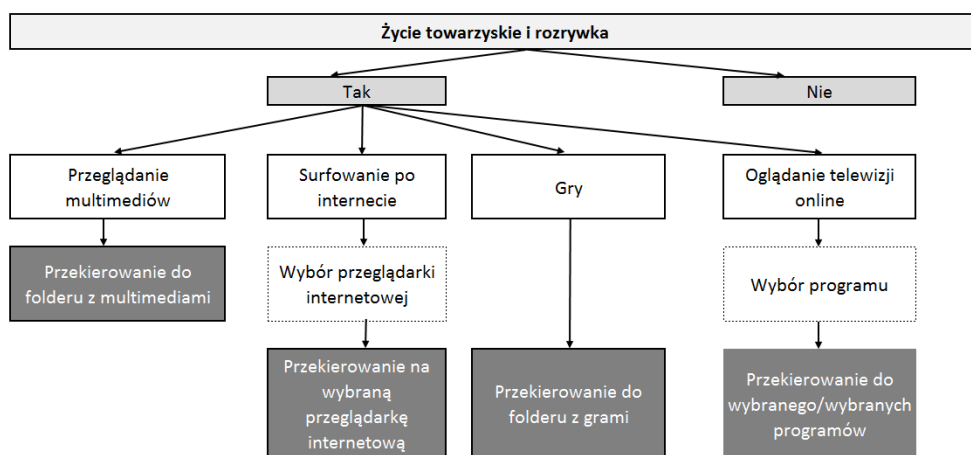 Życie towarzyskie i rozrywka
Tak
Nie
Przeglądanie
multimediów
Surfowanie po
internecie
Gry
Oglądanie telewizji
online
Przekierowanie do
folderu z multimediami
Wybór przeglądarki
internetowej
Wybór programu
Przekierowanie na
wybraną
przeglądarkę
internetową
Przekierowanie do
folderu z grami
Przekierowanie do
wybranego/wybranych
programów